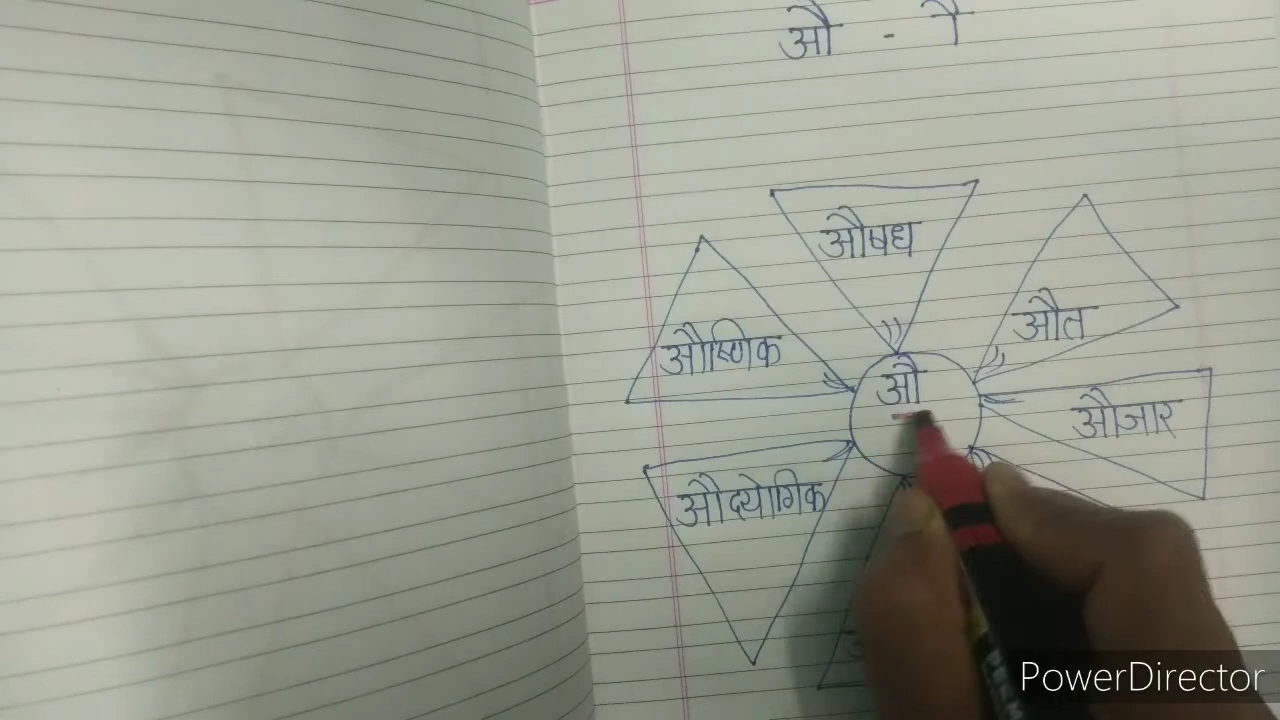 औ - ौ
औषध
औत
औष्णिक
औ
औजार
औद्योगिक
PowerDirector